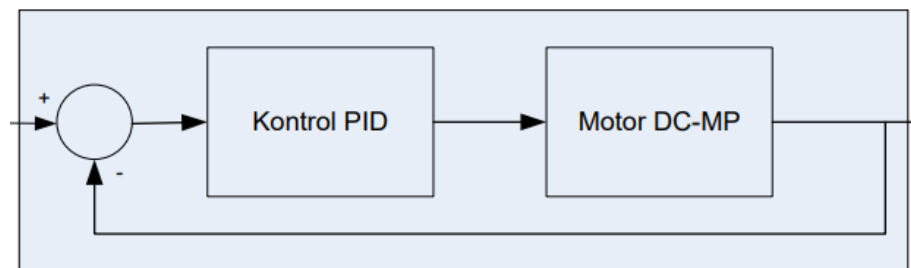 +
Kontrol PID
Motor DC-MP
-